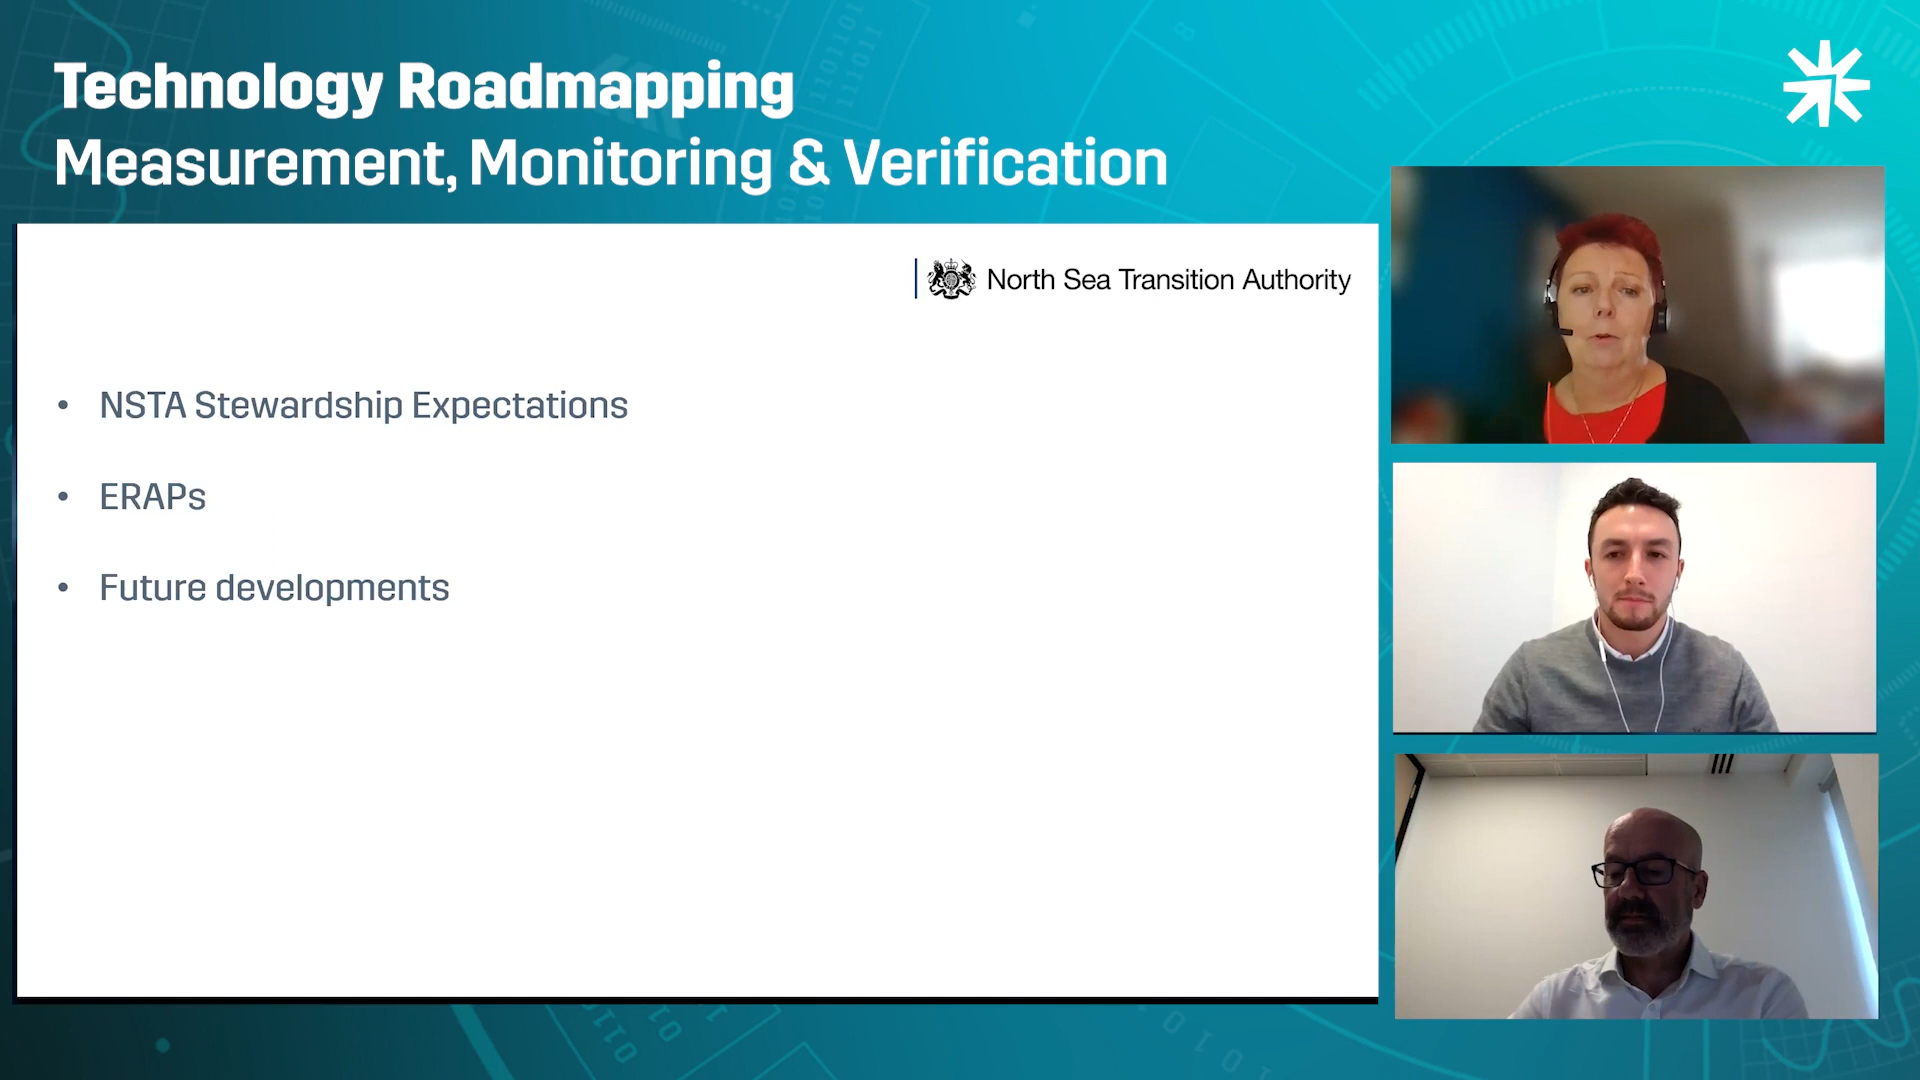 Technology Roadmapping
Measurement, Monitoring & Verification
North Sea Transition Authority
• NSTA Stewardship Expectations
• ERAPs
• Future developments